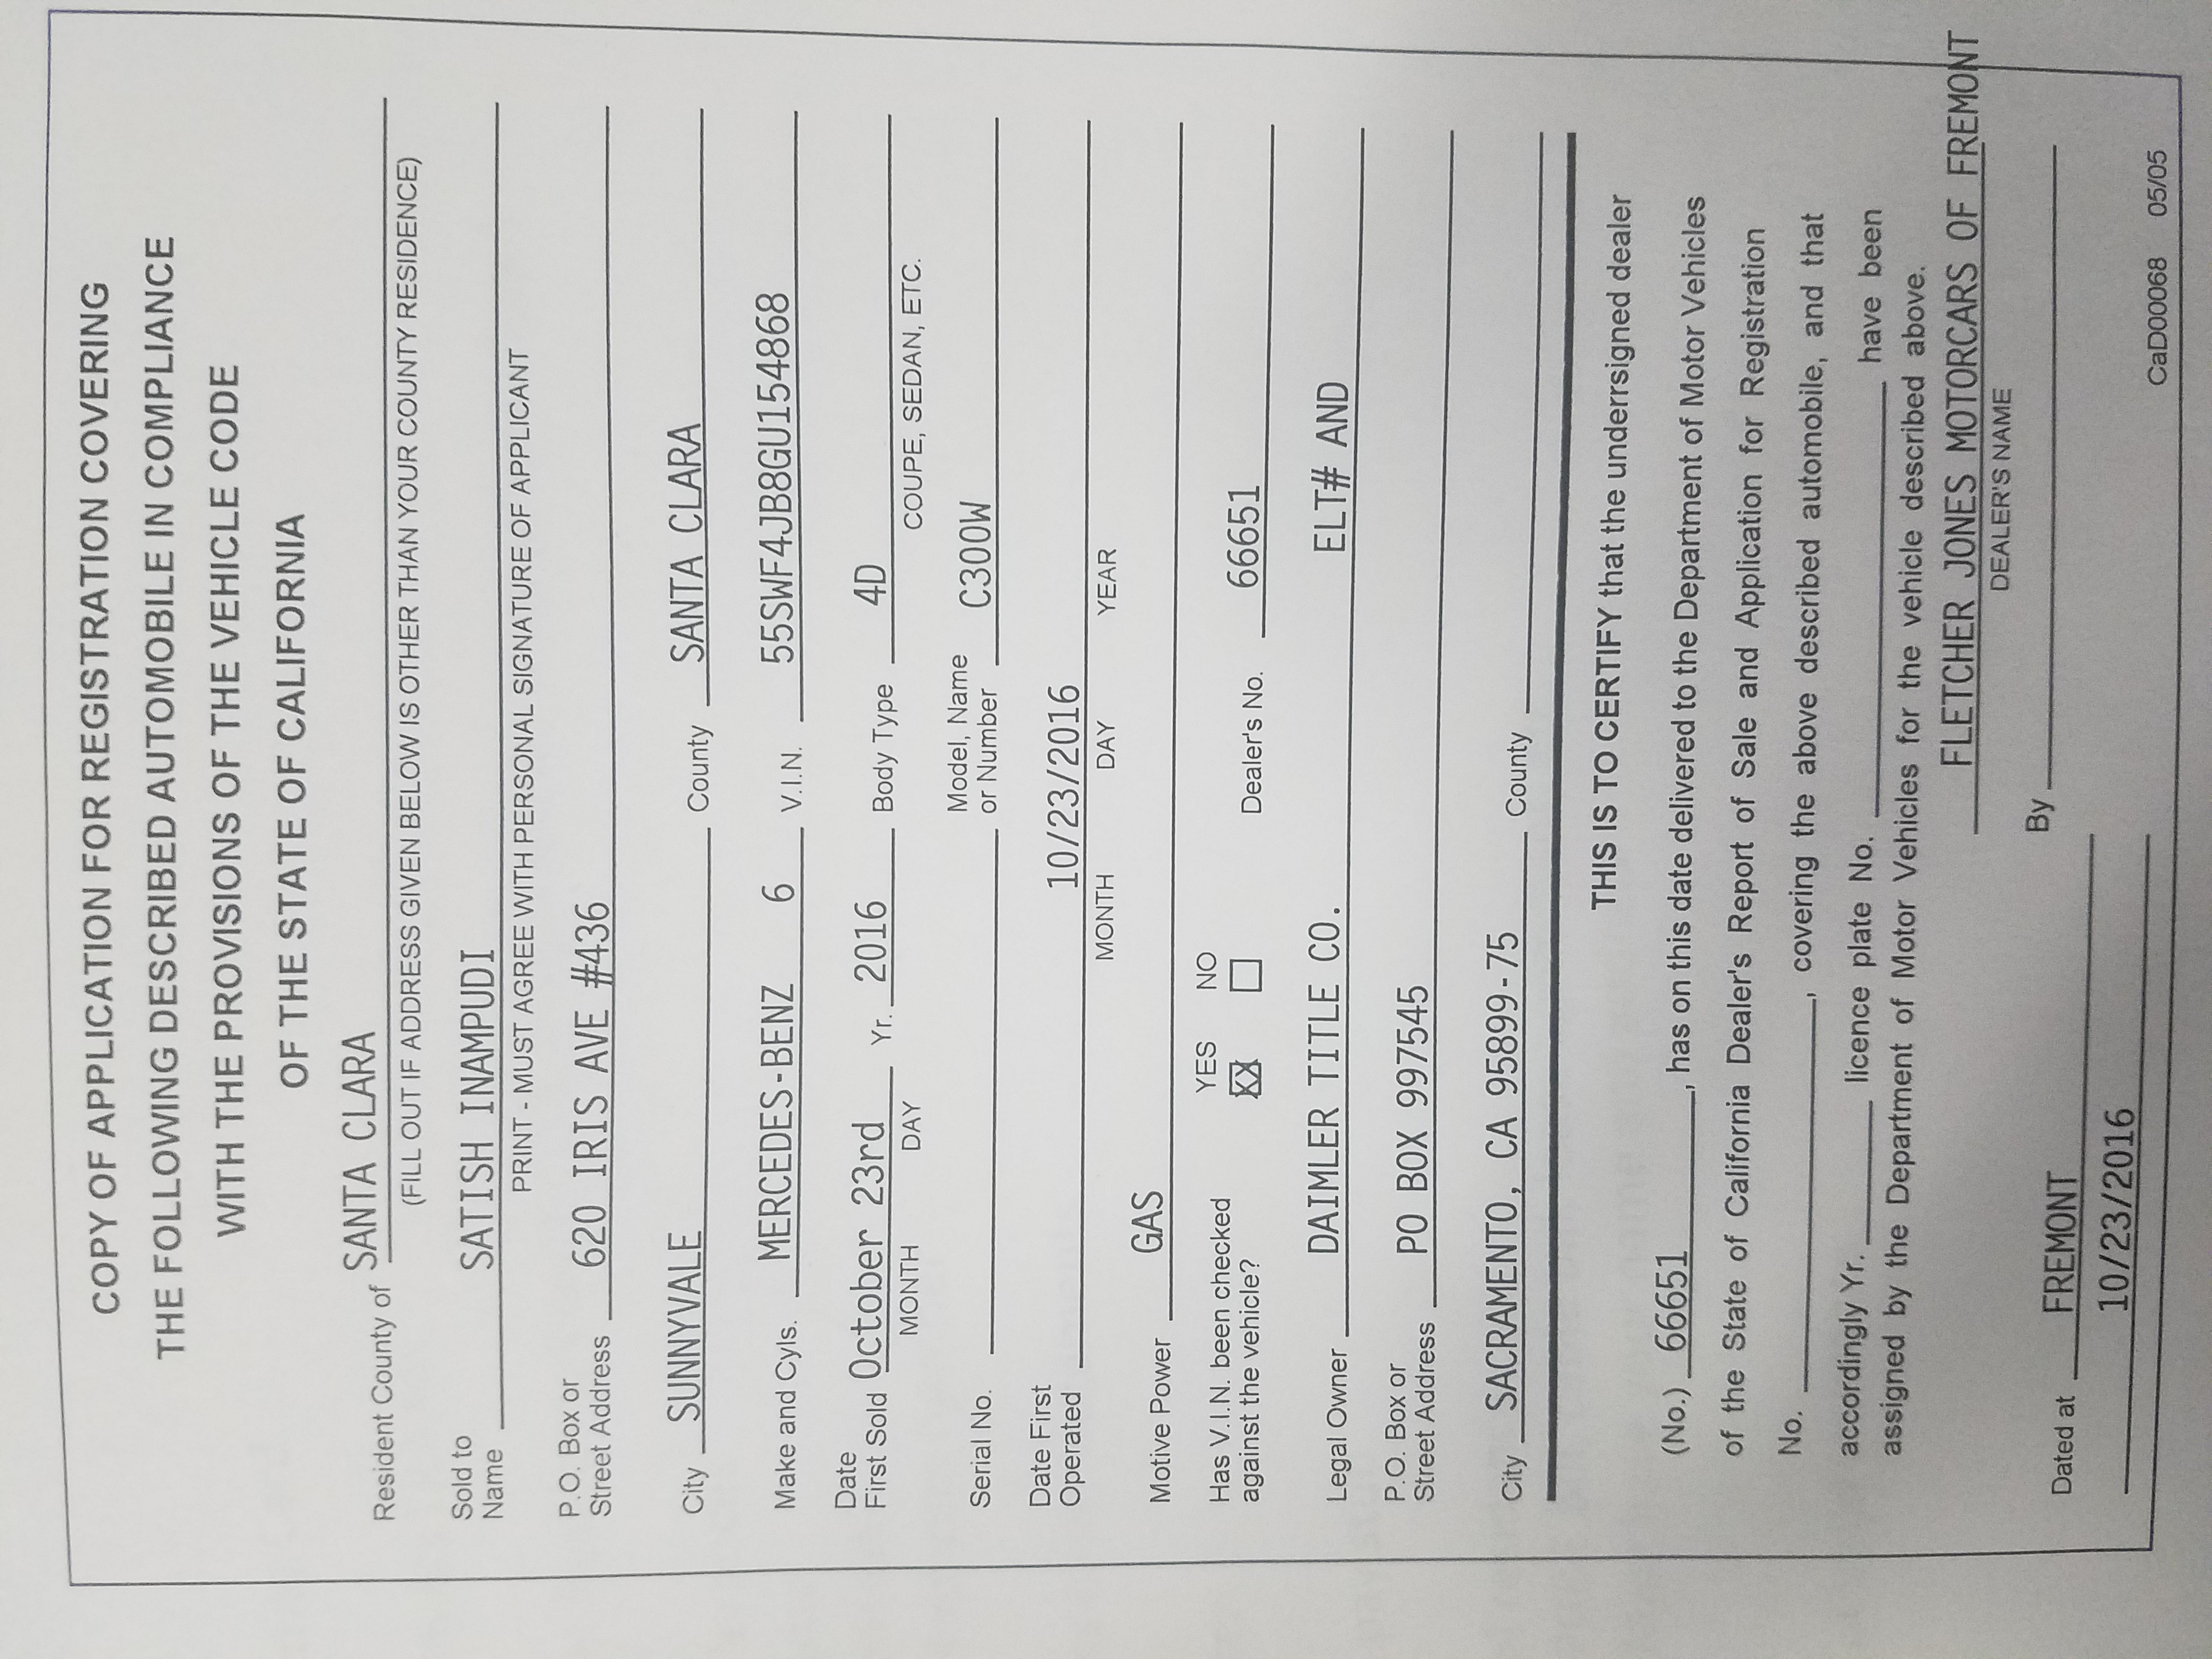 COPY OF APPLICATION FOR REGISTRATION COVERING
THE FOLLOWING DESCRIBED AUTOMOBILE IN COMPLIANCE
WITH THE PROVISIONS OF THE VEHICLE CODE
OF THE STATE OF CALIFORNIA
Resident County of SANTA CLARA
(FILL OUT IF ADDRESS GIVEN BELOW IS OTHER THAN YOUR COUNTY RESIDENCE)
Sold to
Name SATISH INAMPUDI
PRINT - MUST AGREE WITH PERSONAL SIGNATURE OF APPLICANT
P.O. Box or
Street Address 620 IRIS AVE #436
City SUNNYVALE County SANTA CLARA
Make and Cyls. MERCEDES-BENZ 6 V.I.N. 55SWF4JB8GU154868
Date
First Sold October 23rd Yr. 2016 Body Type 4D
MONTH DAY COUPE, SEDAN, ETC.
Model, Name
Serial No. or Number C300W
Date First
Operated 10/23/2016
MONTH DAY YEAR
Motive Power GAS
YES NO
Has V.I.N. been checked
against the vehicle? XX Dealer's No. 66651
Legal Owner DAIMLER TITLE CO. ELT# AND
P.O. Box or
Street Address PO BOX 997545
City SACRAMENTO, CA 95899-75 County
THIS IS TO CERTIFY that the underrsigned dealer
(No.) 66651, has on this date delivered to the Department of Motor Vehicles
of the State of California Dealer's Report of Sale and Application for Registration
No. , covering the above described automobile, and that
accordingly Yr. licence plate No. have been
assigned by the Department of Motor Vehicles for the vehicle described above.
FLETCHER JONES MOTORCARS OF FREMONT
DEALER'S NAME
By
Dated at FREMONT
10/23/2016
CaD00068 05/05